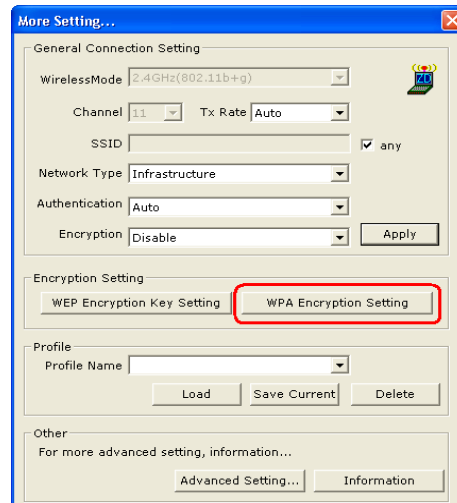 More Setting...
General Connection Setting
WirelessMode 2.4GHz(802.11b+g)
ZD
Channel 11 Tx Rate Auto
SSID any
Network Type Infrastructure
Authentication Auto
Encryption Disable Apply
Encryption Setting
WEP Encryption Key Setting WPA Encryption Setting
Profile
Profile Name
Load Save Current Delete
Other
For more advanced setting, information...
Advanced Setting... Information